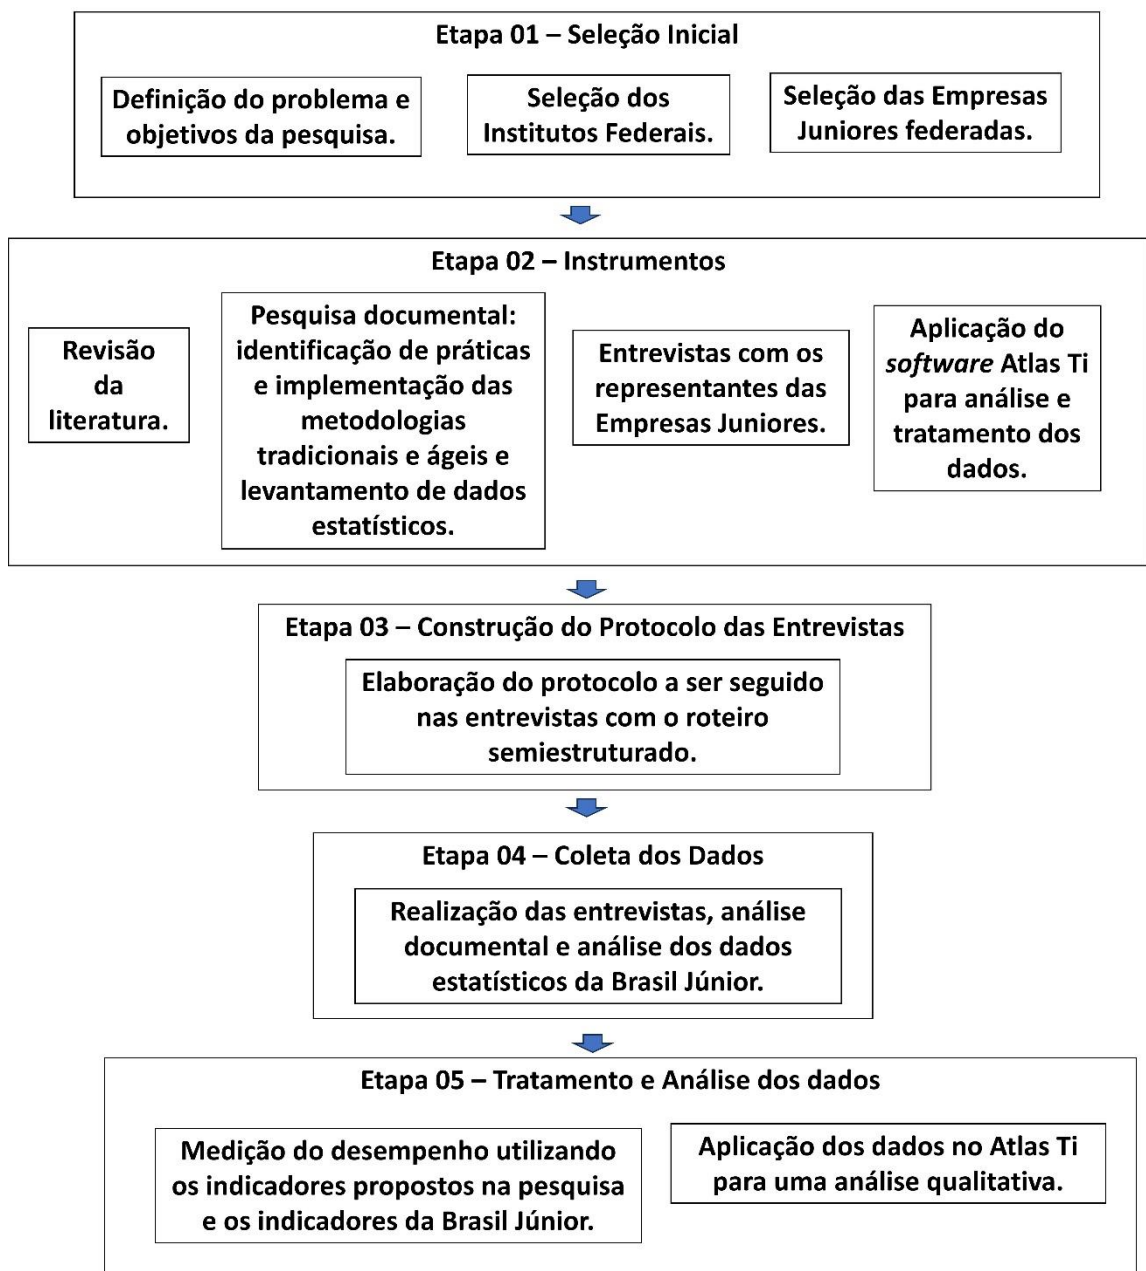 Etapa 01 – Seleção Inicial
Definição do problema e
objetivos da pesquisa.
Seleção dos
Institutos Federais.
Seleção das Empresas
Juniores federadas.
Etapa 02 – Instrumentos
Revisão
da
literatura.
Pesquisa documental:
identificação de práticas
e implementação das
metodologias
tradicionais e ágeis e
levantamento de dados
estatísticos.
Entrevistas com os
representantes das
Empresas Juniores.
Aplicação do
software Atlas Ti
para análise e
tratamento dos
dados.
Etapa 03 – Construção do Protocolo das Entrevistas
Elaboração do protocolo a ser seguido
nas entrevistas com o roteiro
semiestruturado.
Etapa 04 – Coleta dos Dados
Realização das entrevistas, análise
documental e análise dos dados
estatísticos da Brasil Júnior.
Etapa 05 – Tratamento e Análise dos dados
Medição do desempenho utilizando
os indicadores propostos na pesquisa
e os indicadores da Brasil Júnior.
Aplicação dos dados no Atlas Ti
para uma análise qualitativa.